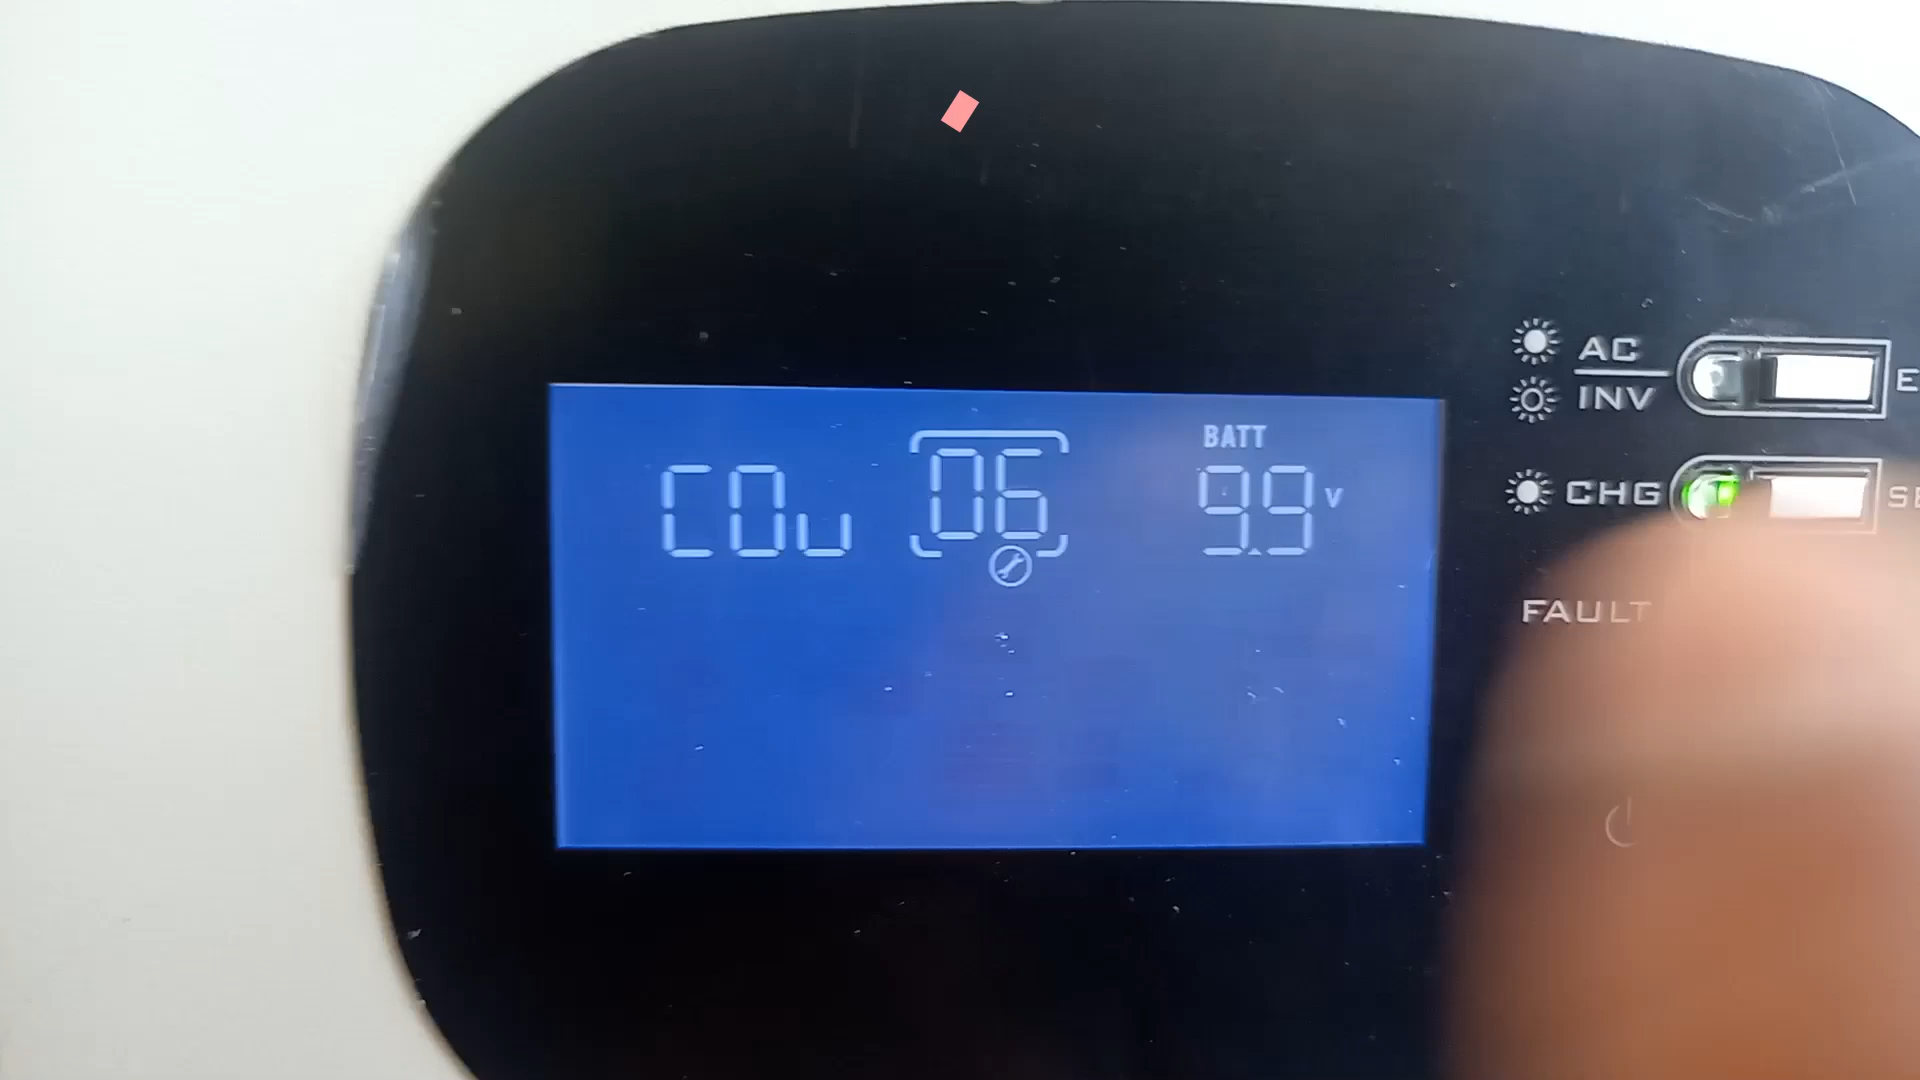 BATT
COu 06 9.9 V
AC
INV
CHG
FAULT